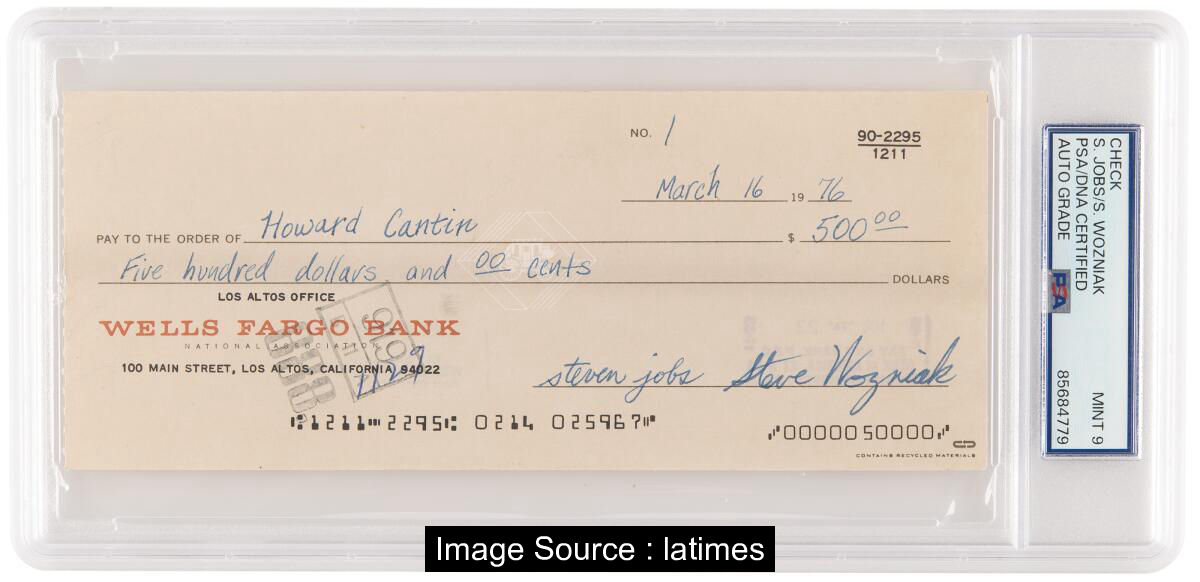 NO. 1
90-2295
1211
March 16 19 76
PAY TO THE ORDER OF Howard Cantin $ 500 00
Five hundred dollars and 00 cents DOLLARS
LOS ALTOS OFFICE
WELLS FARGO BANK
NATIONAL ASSOCIATION
100 MAIN STREET, LOS ALTOS, CALIFORNIA 94022
1129
steven jobs Steve Wozniak
⑆1211⑉2295⑆ 0214 025967⑈
⑈0000050000⑈
CONTAINS RECYCLED MATERIALS
CHECK
S. JOBS/S. WOZNIAK
PSA/DNA CERTIFIED
AUTO GRADE
PSA
MINT 9
85684779
Image Source : latimes